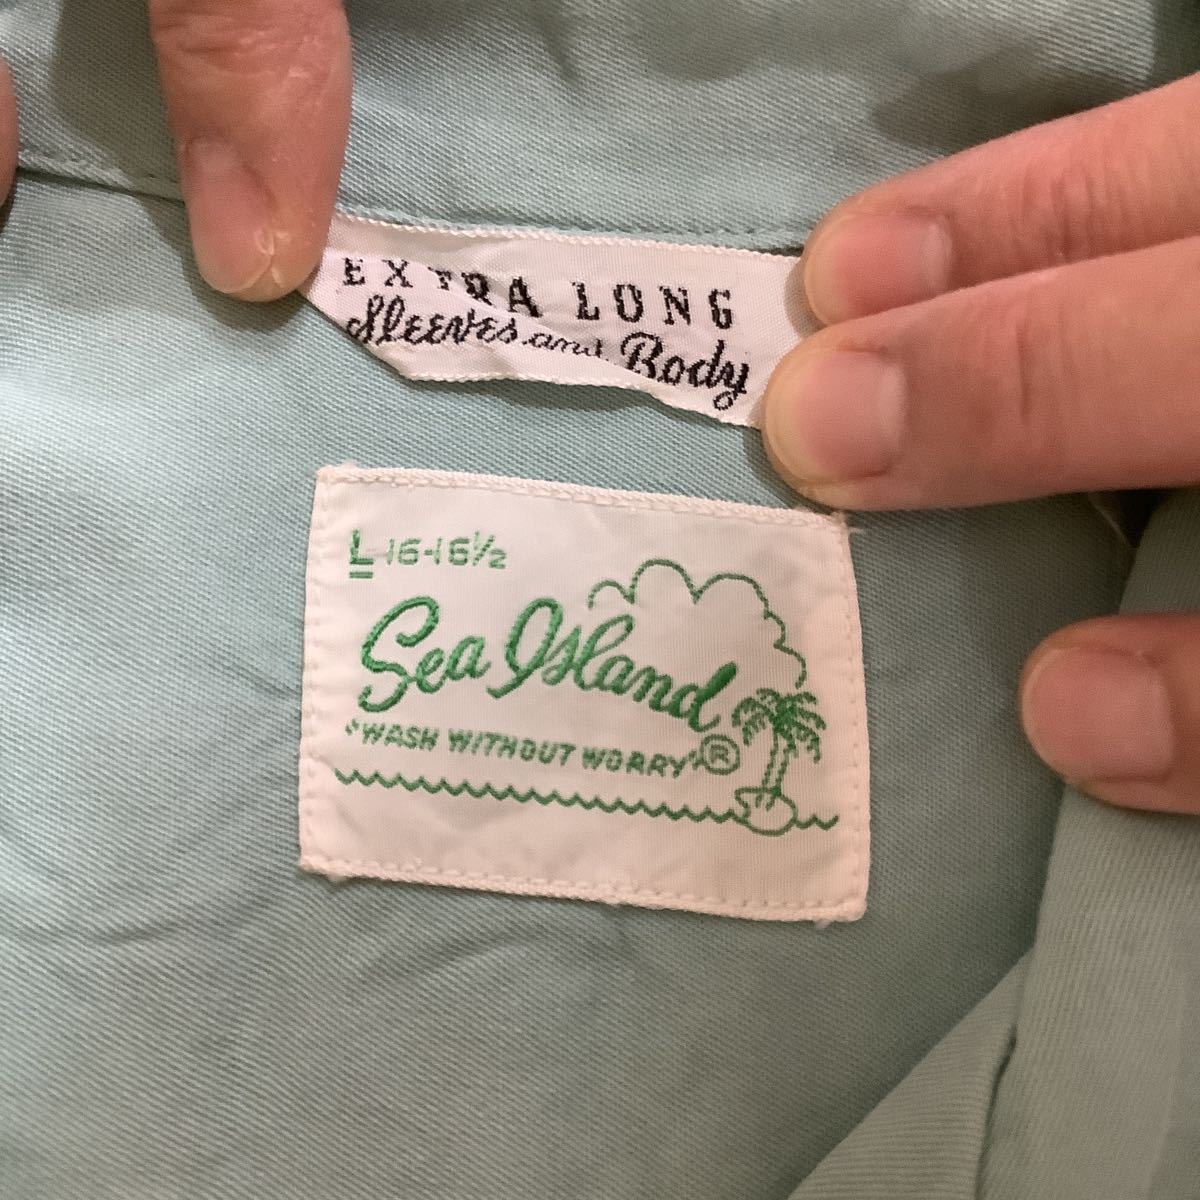 EXTRA LONG
Sleeves and Body
L-16-16½
Sea Island
"WASH WITHOUT WORRY"®